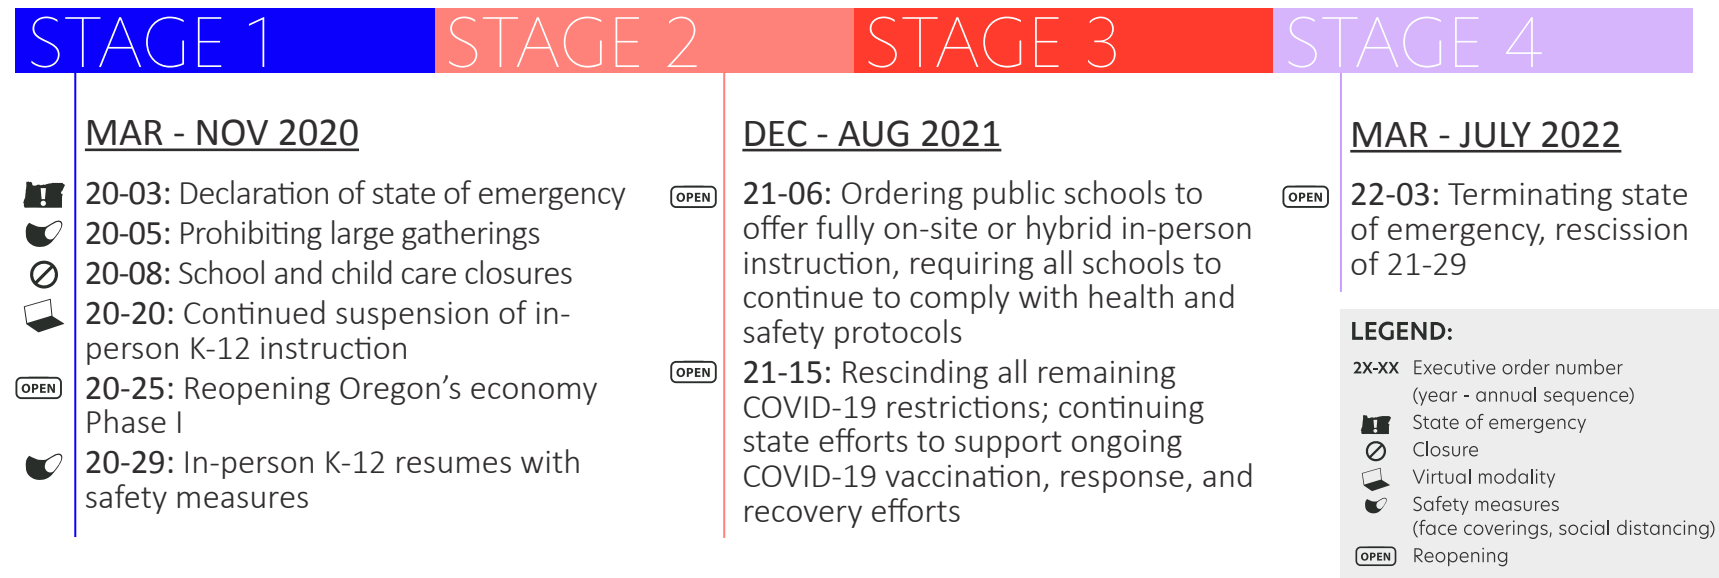 STAGE 1
STAGE 2
STAGE 3
STAGE 4
MAR - NOV 2020
20-03: Declaration of state of emergency
20-05: Prohibiting large gatherings
20-08: School and child care closures
20-20: Continued suspension of in-
person K-12 instruction
OPEN
20-25: Reopening Oregon’s economy
Phase I
20-29: In-person K-12 resumes with
safety measures
DEC - AUG 2021
OPEN
21-06: Ordering public schools to
offer fully on-site or hybrid in-person
instruction, requiring all schools to
continue to comply with health and
safety protocols
OPEN
21-15: Rescinding all remaining
COVID-19 restrictions; continuing
state efforts to support ongoing
COVID-19 vaccination, response, and
recovery efforts
MAR - JULY 2022
OPEN
22-03: Terminating state
of emergency, rescission
of 21-29
LEGEND:
2X-XX Executive order number
(year - annual sequence)
State of emergency
Closure
Virtual modality
Safety measures
(face coverings, social distancing)
OPEN Reopening